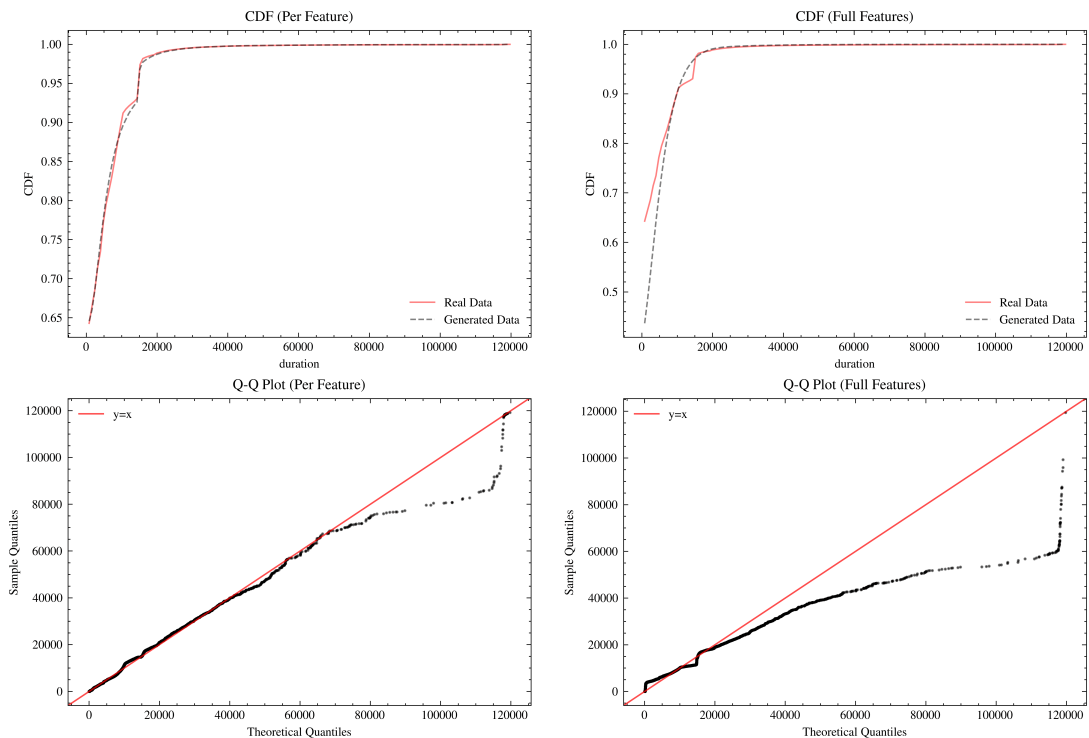 CDF (Per Feature)
1.00
0.95
0.90
0.85
0.80
0.75
0.70
0.65
CDF
Real Data
Generated Data
0 20000 40000 60000 80000 100000 120000
duration
CDF (Full Features)
1.0
0.9
0.8
0.7
0.6
0.5
CDF
Real Data
Generated Data
0 20000 40000 60000 80000 100000 120000
duration
Q-Q Plot (Per Feature)
y=x
120000
100000
80000
60000
40000
20000
0
Sample Quantiles
0 20000 40000 60000 80000 100000 120000
Theoretical Quantiles
Q-Q Plot (Full Features)
y=x
120000
100000
80000
60000
40000
20000
0
Sample Quantiles
0 20000 40000 60000 80000 100000 120000
Theoretical Quantiles